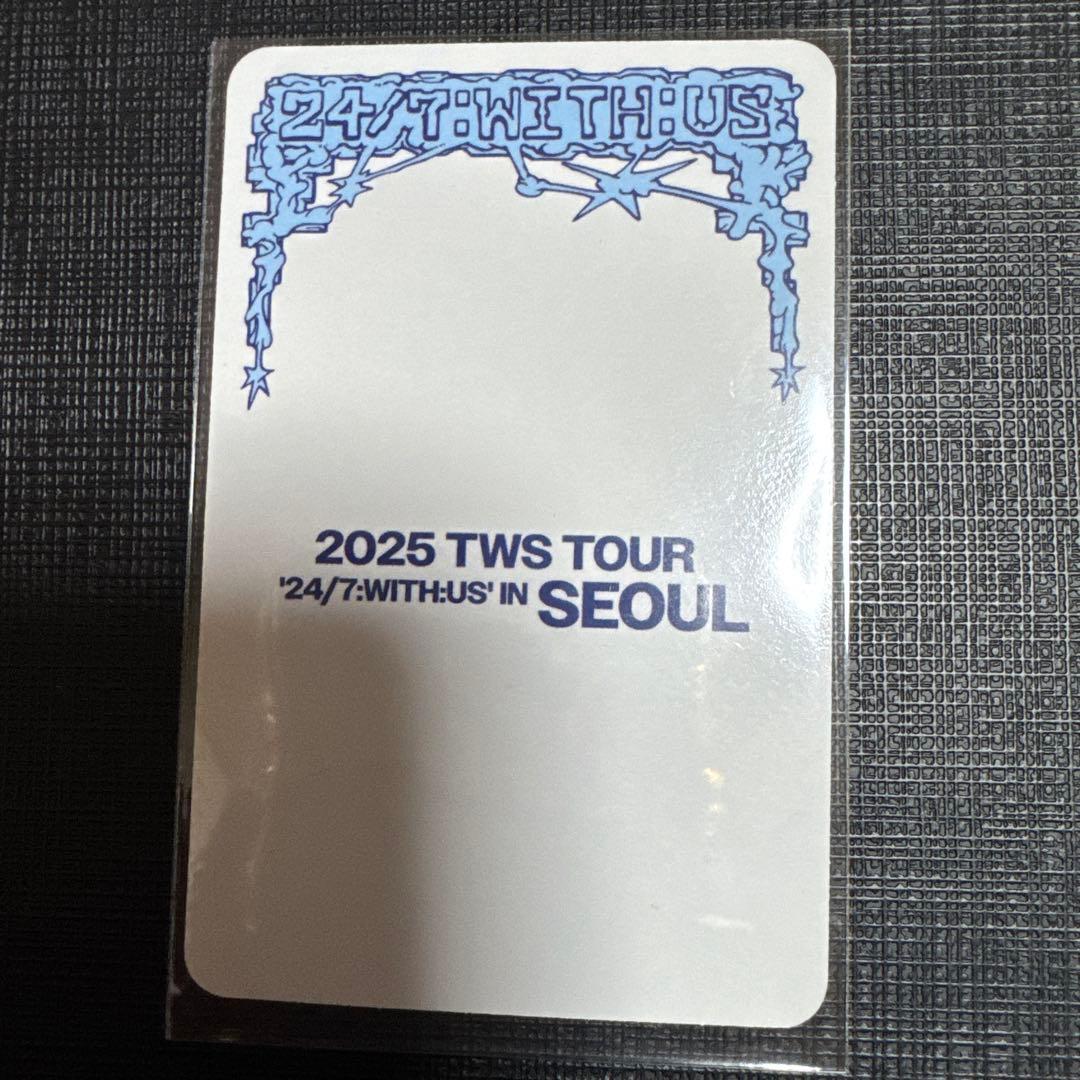 24/7:WITH:US
2025 TWS TOUR
'24/7:WITH:US' IN SEOUL